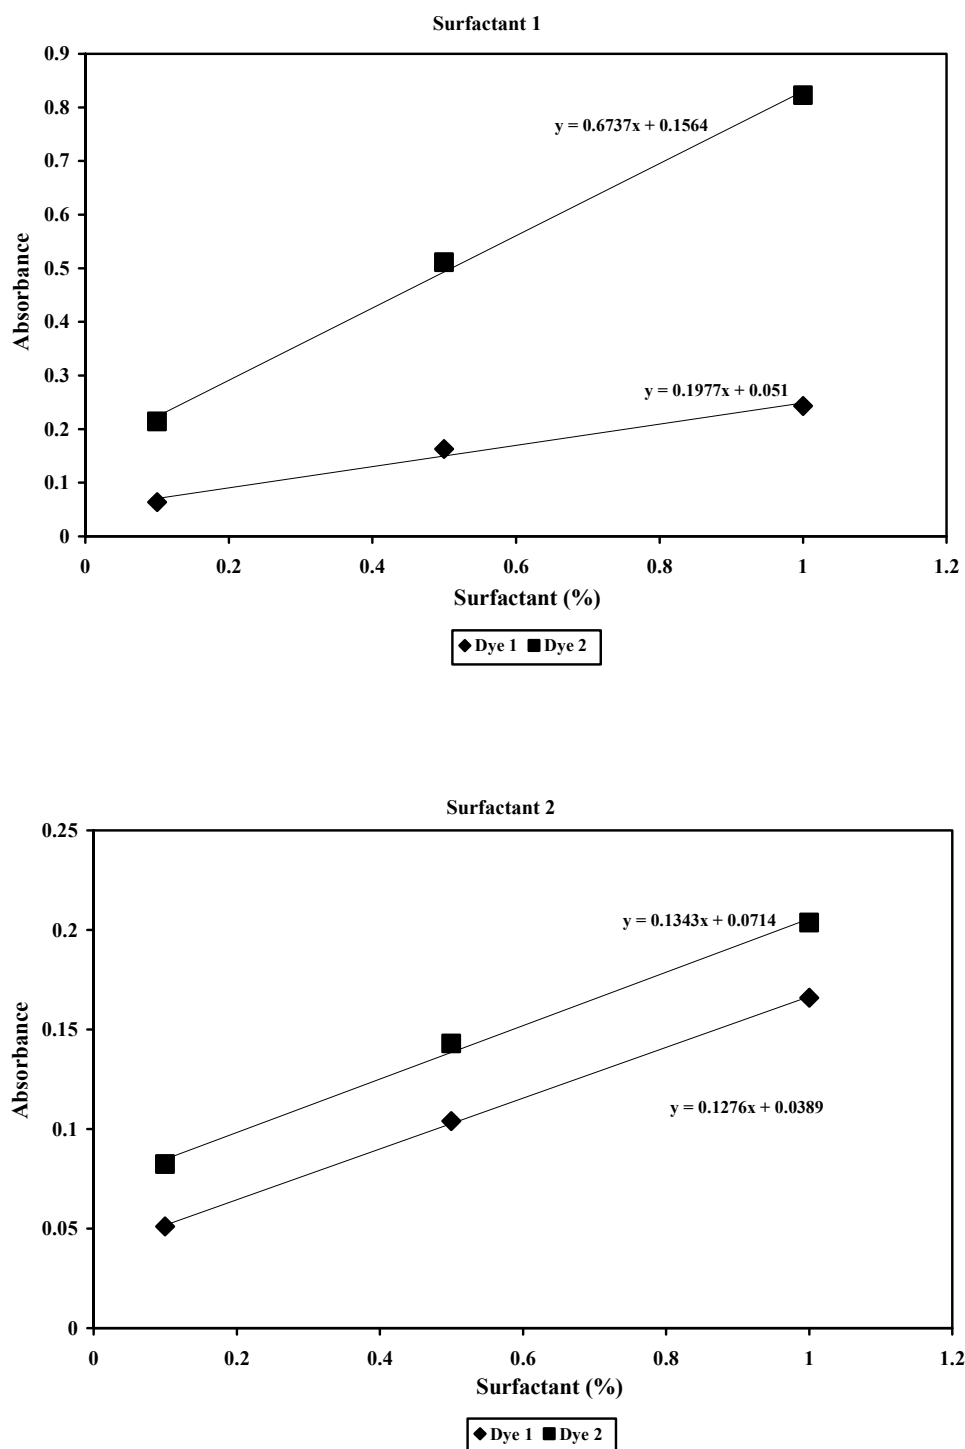 Surfactant 1
0.9
0.8
y = 0.6737x + 0.1564
0.7
0.6
0.5
Absorbance
0.4
0.3
y = 0.1977x + 0.051
0.2
0.1
0
0 0.2 0.4 0.6 0.8 1 1.2
Surfactant (%)
Dye 1 Dye 2
Surfactant 2
0.25
y = 0.1343x + 0.0714
0.2
0.15
Absorbance
y = 0.1276x + 0.0389
0.1
0.05
0
0 0.2 0.4 0.6 0.8 1 1.2
Surfactant (%)
Dye 1 Dye 2